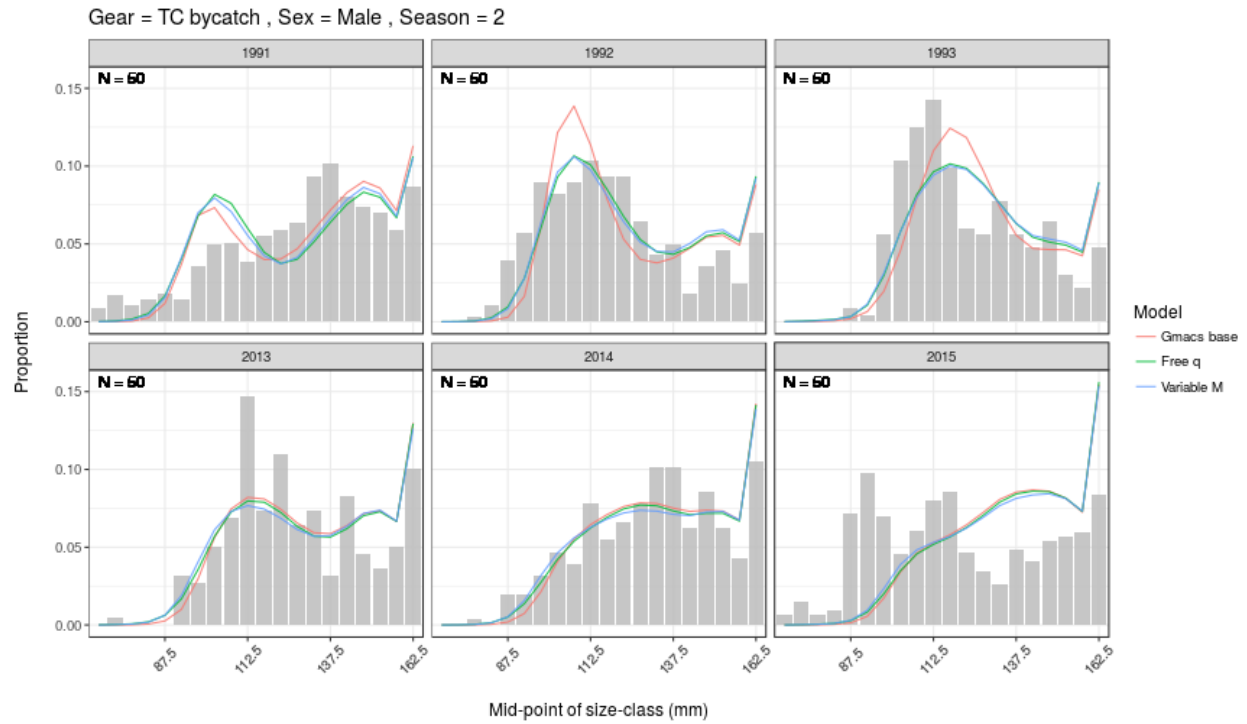 Gear = TC bycatch , Sex = Male , Season = 2
1991 1992 1993
N = 60 N = 60 N = 60
0.15
0.10
0.05
0.00
2013 2014 2015
N = 60 N = 60 N = 60
0.15
0.10
0.05
0.00
87.5 112.5 137.5 162.5 87.5 112.5 137.5 162.5 87.5 112.5 137.5 162.5
Proportion
Mid-point of size-class (mm)
Model
Gmacs base
Free q
Variable M